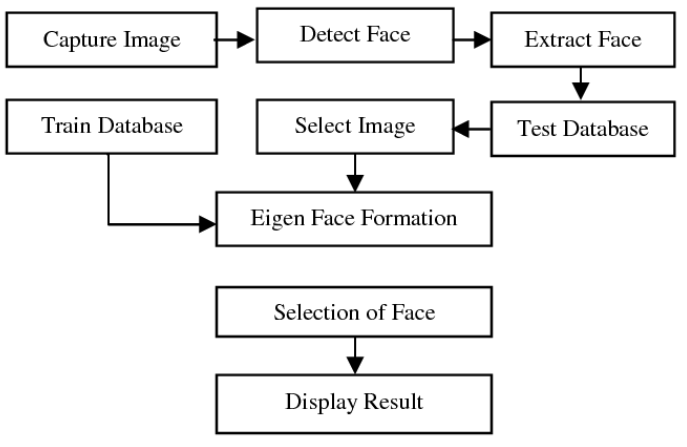 Capture Image
Detect Face
Extract Face
Train Database
Select Image
Test Database
Eigen Face Formation
Selection of Face
Display Result